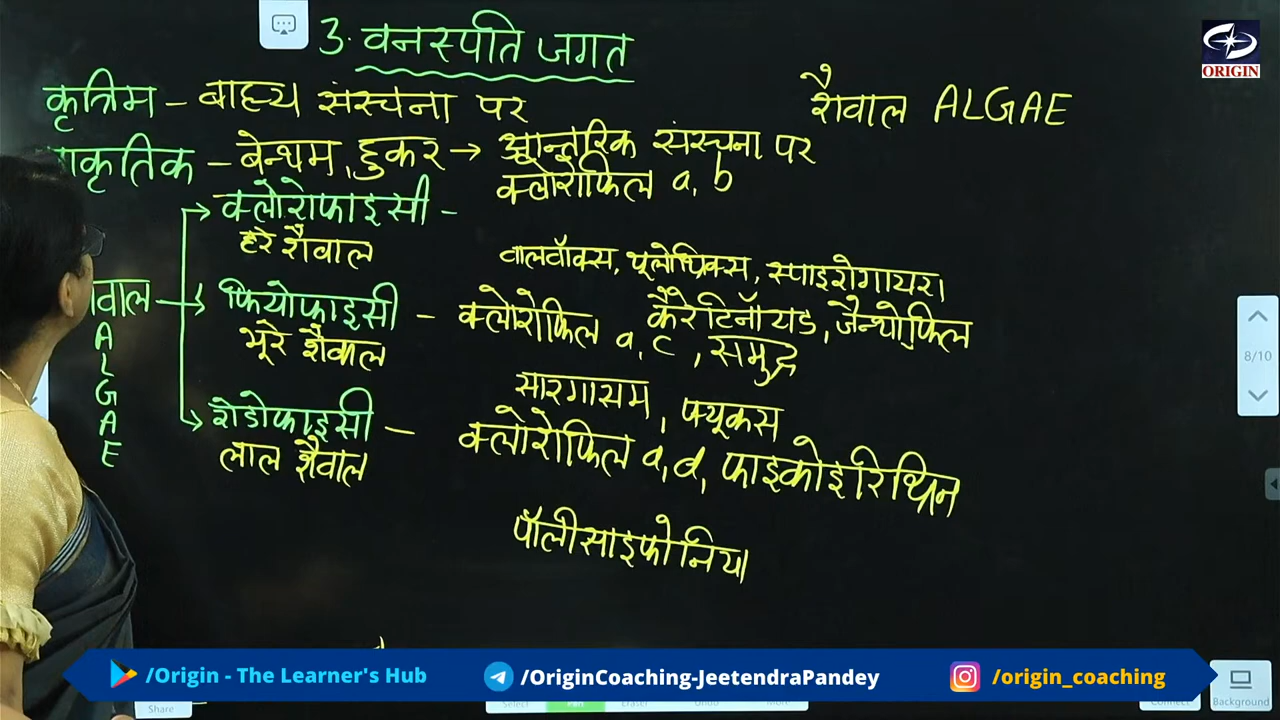 3. वनस्पति जगत
ORIGIN
कृत्रिम - बाह्य संरचना पर
शैवाल ALGAE
प्राकृतिक - बेन्थम, हुकर → आन्तरिक संरचना पर
क्लोरोफाइसी - क्लोरोफिल a, b
हरे शैवाल
वालवॉक्स, यूलोथ्रिक्स, स्पाइरोगायरा
शैवाल → फियोफाइसी - क्लोरोफिल a, c, कैरेटिनॉयड, जैन्थोफिल
भूरे शैवाल
समुद्र
सारगासम, फ्यूकस
रोडोफाइसी - क्लोरोफिल a, d, फाइकोइरिथ्रिन
लाल शैवाल
ALGAE
पॉलीसाइफोनिया
8/10
/Origin - The Learner's Hub
/OriginCoaching-JeetendraPandey
/origin_coaching
Share
Background